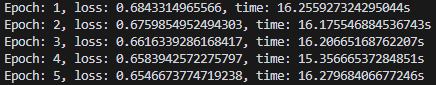 Epoch: 1, loss: 0.6843314965566, time: 16.255927324295044s
Epoch: 2, loss: 0.6759854952494303, time: 16.175546884536743s
Epoch: 3, loss: 0.6616339286168417, time: 16.20665168762207s
Epoch: 4, loss: 0.6583942572275797, time: 15.35666537284851s
Epoch: 5, loss: 0.6546673774719238, time: 16.27968406677246s